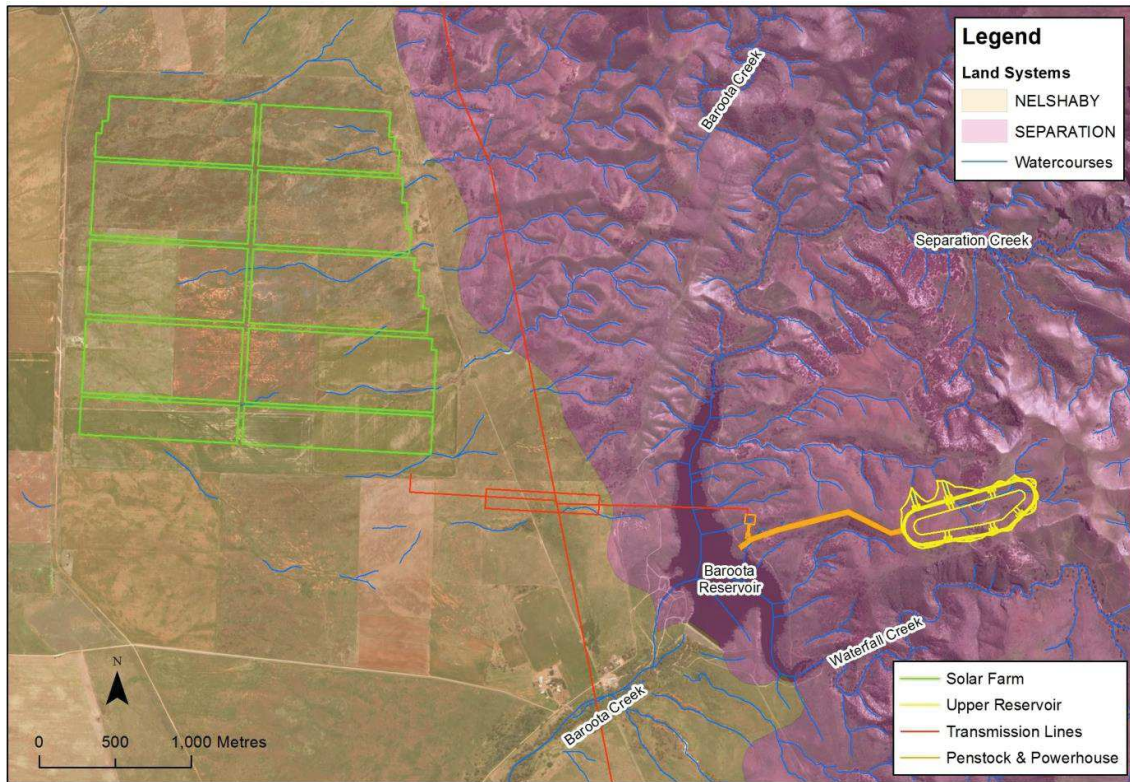 Legend
Land Systems
NELSHABY
SEPARATION
Watercourses
Baroota Creek
Separation Creek
Baroota
Reservoir
Waterfall Creek
Baroota Creek
N
0 500 1,000 Metres
Solar Farm
Upper Reservoir
Transmission Lines
Penstock & Powerhouse